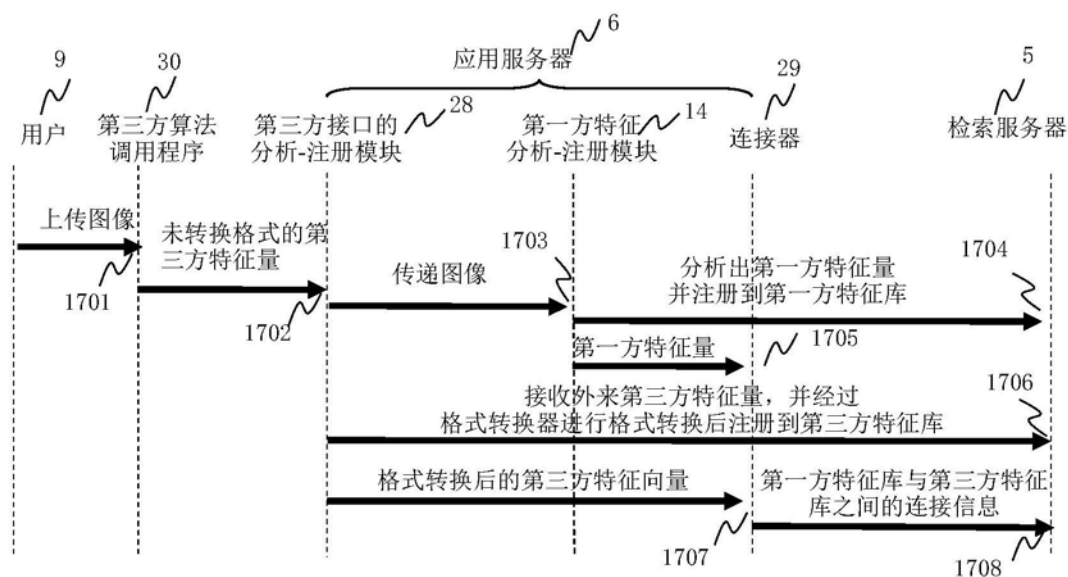 6
应用服务器
9
30
28
14
29
5
用户
第三方算法
调用程序
第三方接口的
分析-注册模块
第一方特征
分析-注册模块
连接器
检索服务器
上传图像
1701
未转换格式的第
三方特征量
1702
传递图像
1703
分析出第一方特征量
并注册到第一方特征库
1704
第一方特征量
1705
接收外来第三方特征量，并经过
格式转换器进行格式转换后注册到第三方特征库
1706
格式转换后的第三方特征向量
1707
第一方特征库与第三方特征
库之间的连接信息
1708